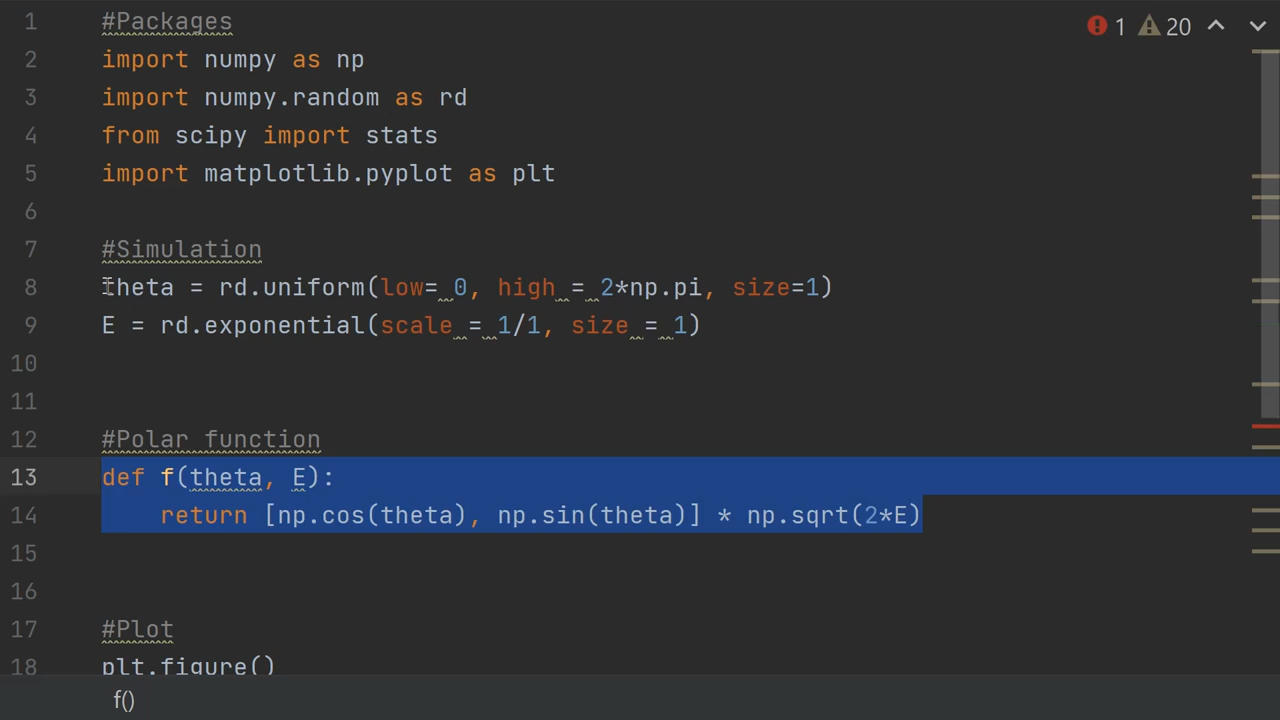 1 #Packages
2 import numpy as np
3 import numpy.random as rd
4 from scipy import stats
5 import matplotlib.pyplot as plt
6
7 #Simulation
8 theta = rd.uniform(low= 0, high = 2*np.pi, size=1)
9 E = rd.exponential(scale = 1/1, size = 1)
10
11
12 #Polar function
13 def f(theta, E):
14     return [np.cos(theta), np.sin(theta)] * np.sqrt(2*E)
15
16
17 #Plot
18 plt.figure()
1 20
f()